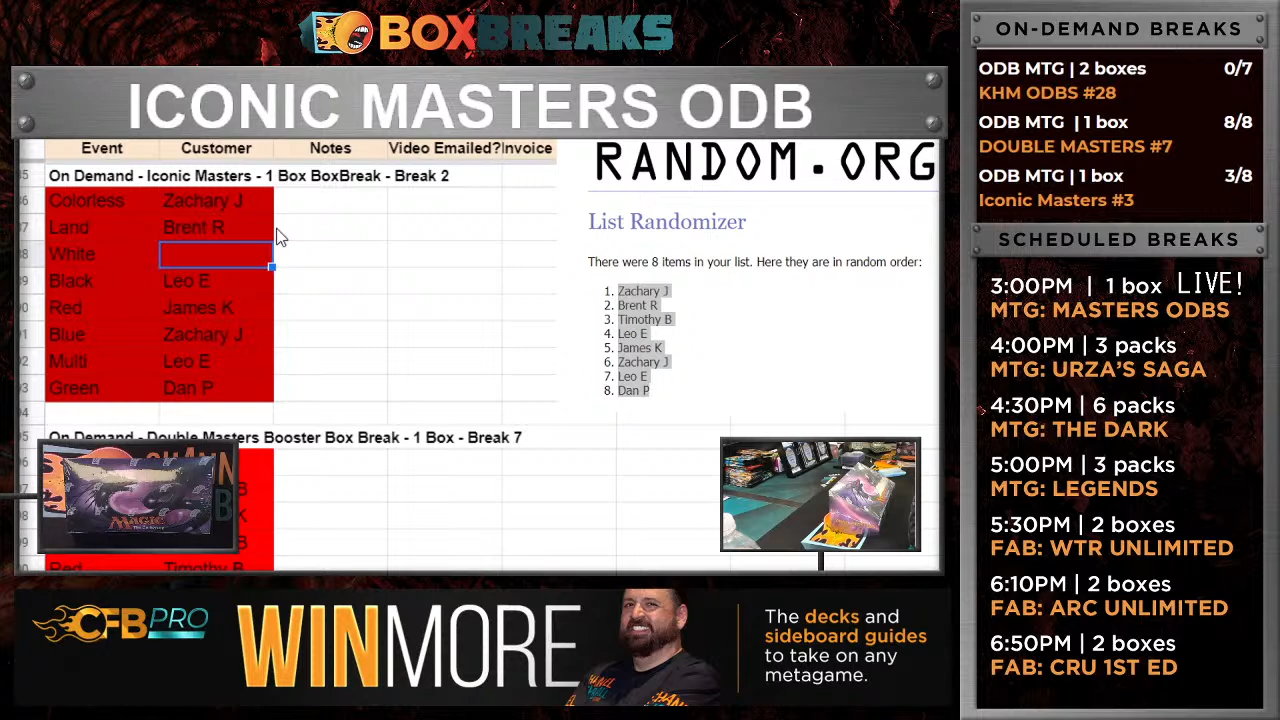 BOXBREAKS
ICONIC MASTERS ODB
Event Customer Notes Video Emailed? Invoice
On Demand - Iconic Masters - 1 Box BoxBreak - Break 2
Colorless Zachary J
Land Brent R
White
Black Leo E
Red James K
Blue Zachary J
Multi Leo E
Green Dan P
On Demand - Double Masters Booster Box Break - 1 Box - Break 7
Red Timothy B
RANDOM.ORG
List Randomizer
There were 8 items in your list. Here they are in random order:
1. Zachary J
2. Brent R
3. Timothy B
4. Leo E
5. James K
6. Zachary J
7. Leo E
8. Dan P
MAGIC
CFB PRO
WINMORE
The decks and
sideboard guides
to take on any
metagame.
ON-DEMAND BREAKS
ODB MTG | 2 boxes 0/7
KHM ODBS #28
ODB MTG | 1 box 8/8
DOUBLE MASTERS #7
ODB MTG | 1 box 3/8
Iconic Masters #3
SCHEDULED BREAKS
3:00PM | 1 box LIVE!
MTG: MASTERS ODBS
4:00PM | 3 packs
MTG: URZA'S SAGA
4:30PM | 6 packs
MTG: THE DARK
5:00PM | 3 packs
MTG: LEGENDS
5:30PM | 2 boxes
FAB: WTR UNLIMITED
6:10PM | 2 boxes
FAB: ARC UNLIMITED
6:50PM | 2 boxes
FAB: CRU 1ST ED